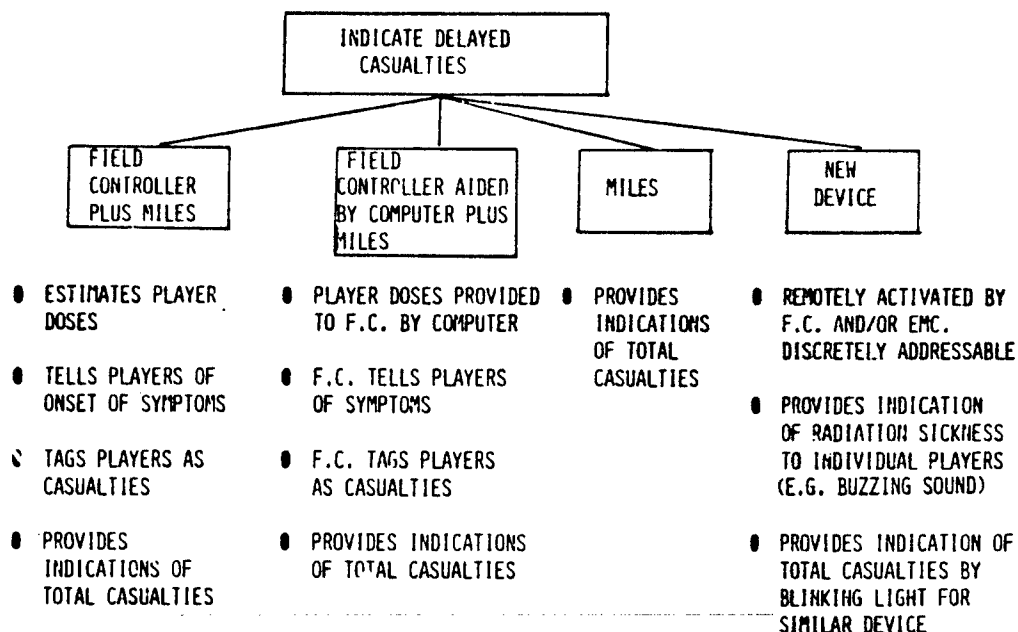 INDICATE DELAYED
CASUALTIES
FIELD
CONTROLLER
PLUS MILES
FIELD
CONTROLLER AIDED
BY COMPUTER PLUS
MILES
MILES
NEW
DEVICE
● ESTIMATES PLAYER
DOSES
● TELLS PLAYERS OF
ONSET OF SYMPTOMS
● TAGS PLAYERS AS
CASUALTIES
● PROVIDES
INDICATIONS OF
TOTAL CASUALTIES
● PLAYER DOSES PROVIDED
TO F.C. BY COMPUTER
● F.C. TELLS PLAYERS
OF SYMPTOMS
● F.C. TAGS PLAYERS
AS CASUALTIES
● PROVIDES INDICATIONS
OF TOTAL CASUALTIES
● PROVIDES
INDICATIONS
OF TOTAL
CASUALTIES
● REMOTELY ACTIVATED BY
F.C. AND/OR EMC.
DISCRETELY ADDRESSABLE
● PROVIDES INDICATION
OF RADIATION SICKNESS
TO INDIVIDUAL PLAYERS
(E.G. BUZZING SOUND)
● PROVIDES INDICATION OF
TOTAL CASUALTIES BY
BLINKING LIGHT FOR
SIMILAR DEVICE